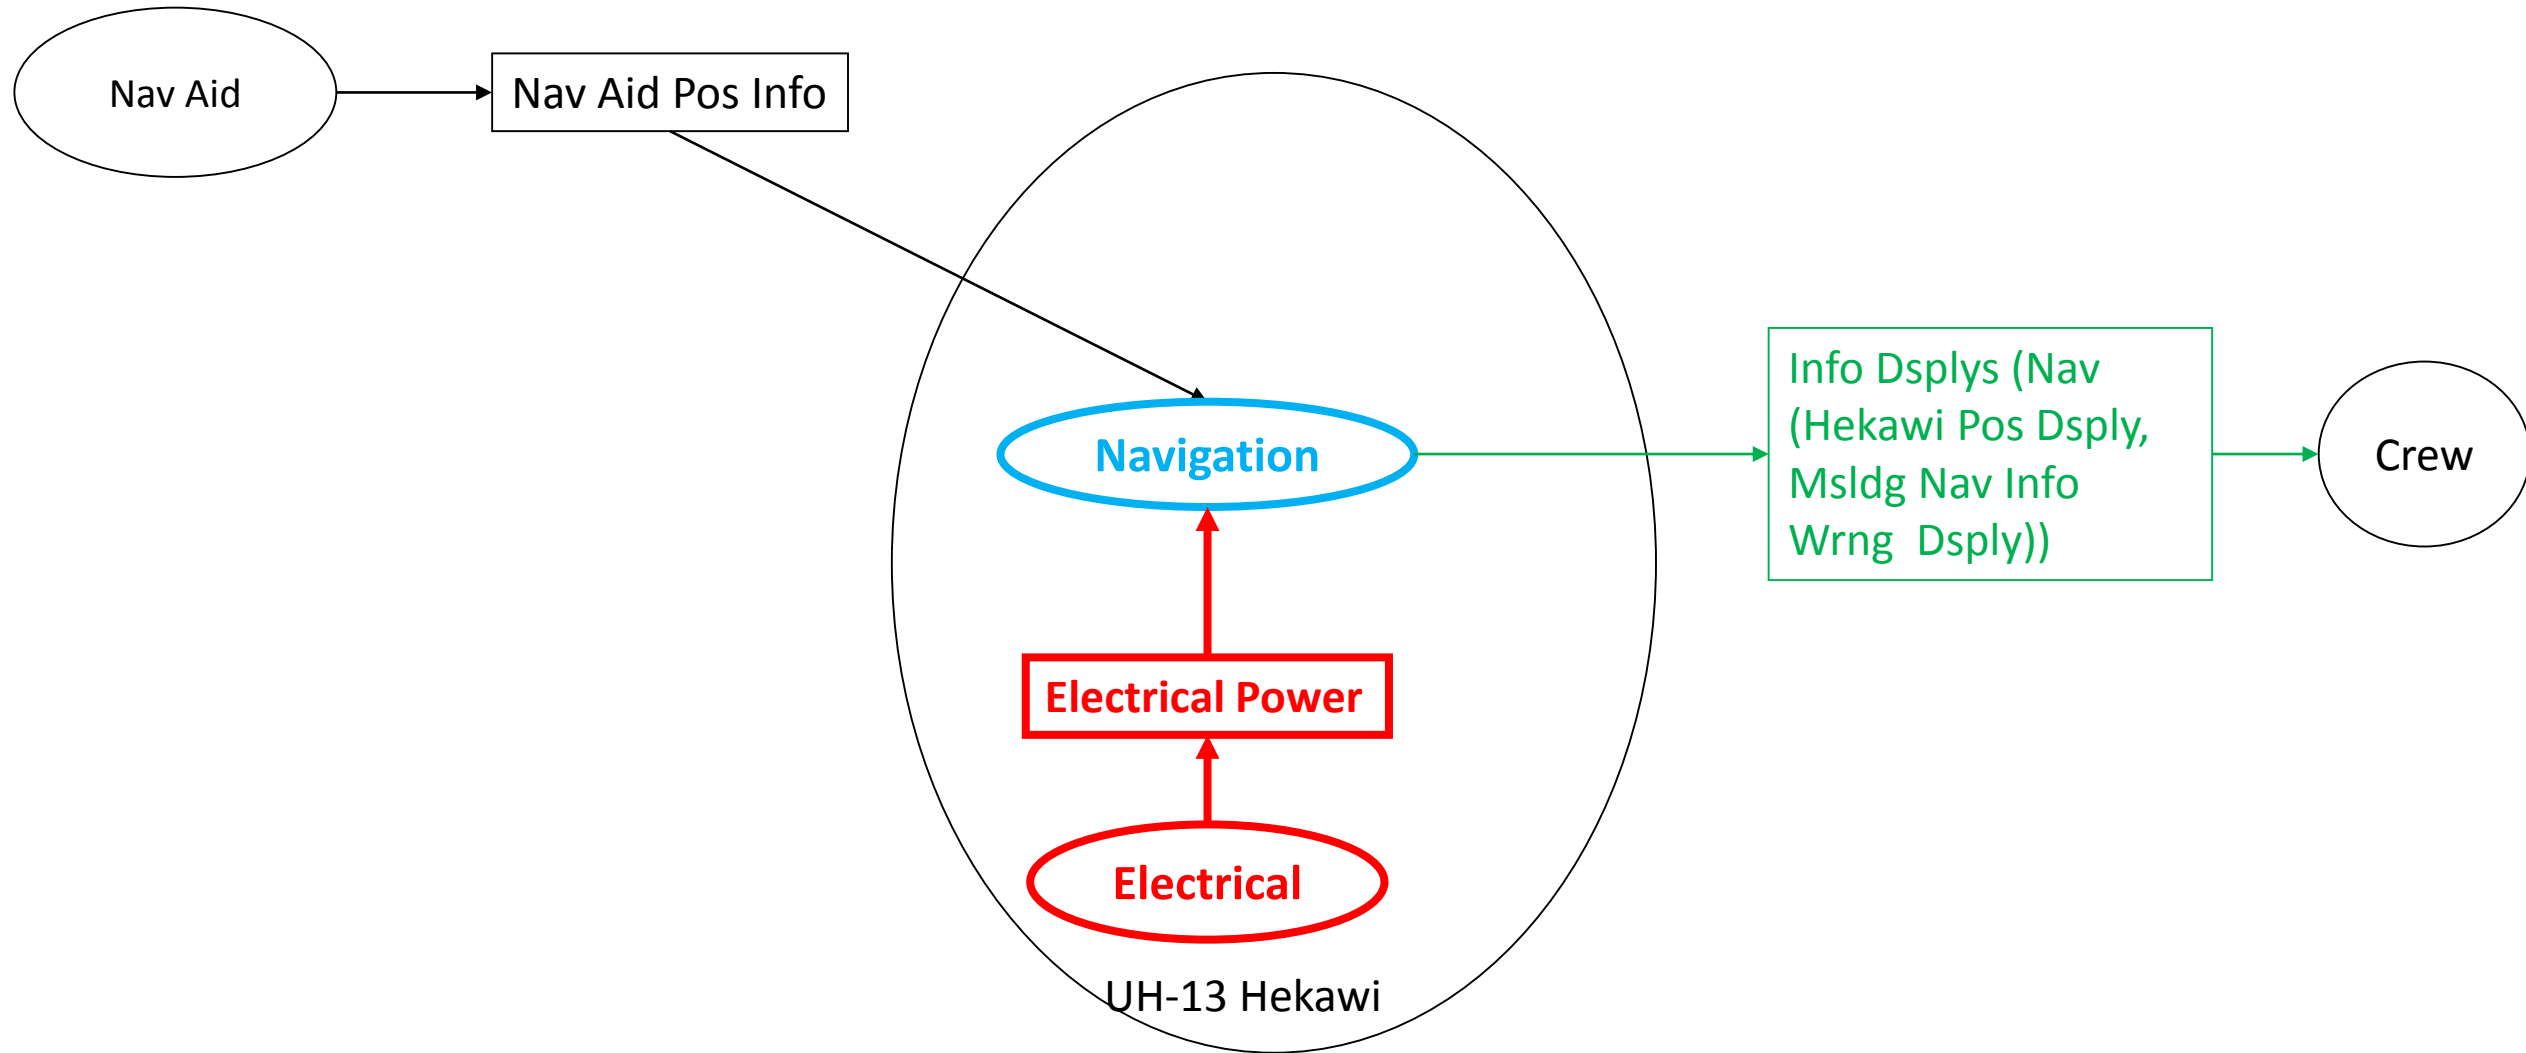 Nav Aid
Nav Aid Pos Info
Info Dsplys (Nav
(Hekawi Pos Dsply,
Msldg Nav Info
Wrng  Dsply))
Navigation
Crew
Electrical Power
Electrical
UH-13 Hekawi